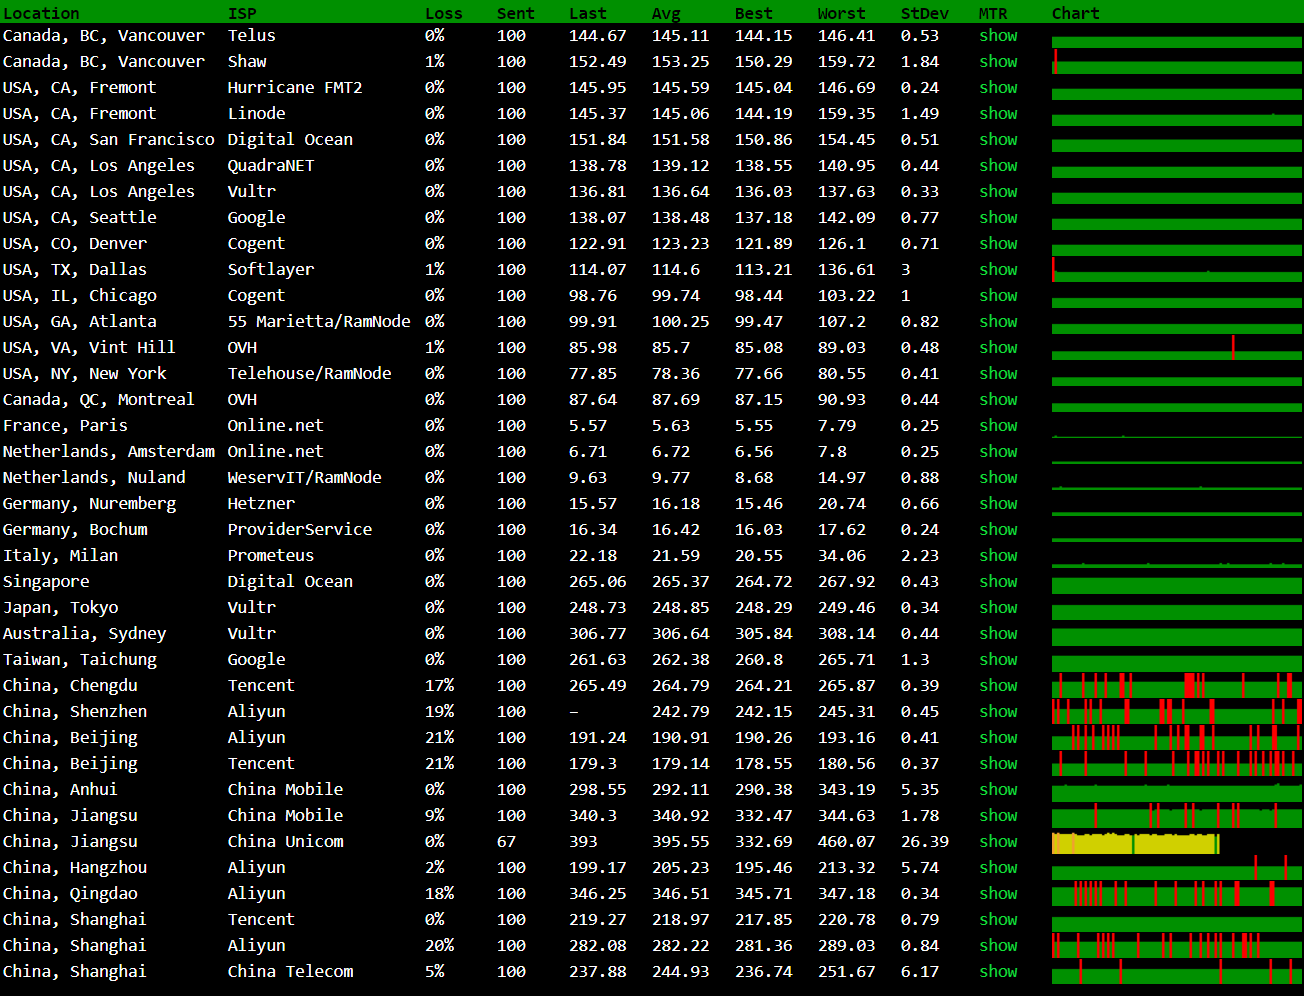 Location ISP Loss Sent Last Avg Best Worst StDev MTR Chart
Canada, BC, Vancouver Telus 0% 100 144.67 145.11 144.15 146.41 0.53 show
Canada, BC, Vancouver Shaw 1% 100 152.49 153.25 150.29 159.72 1.84 show
USA, CA, Fremont Hurricane FMT2 0% 100 145.95 145.59 145.04 146.69 0.24 show
USA, CA, Fremont Linode 0% 100 145.37 145.06 144.19 159.35 1.49 show
USA, CA, San Francisco Digital Ocean 0% 100 151.84 151.58 150.86 154.45 0.51 show
USA, CA, Los Angeles QuadraNET 0% 100 138.78 139.12 138.55 140.95 0.44 show
USA, CA, Los Angeles Vultr 0% 100 136.81 136.64 136.03 137.63 0.33 show
USA, CA, Seattle Google 0% 100 138.07 138.48 137.18 142.09 0.77 show
USA, CO, Denver Cogent 0% 100 122.91 123.23 121.89 126.1 0.71 show
USA, TX, Dallas Softlayer 1% 100 114.07 114.6 113.21 136.61 3 show
USA, IL, Chicago Cogent 0% 100 98.76 99.74 98.44 103.22 1 show
USA, GA, Atlanta 55 Marietta/RamNode 0% 100 99.91 100.25 99.47 107.2 0.82 show
USA, VA, Vint Hill OVH 1% 100 85.98 85.7 85.08 89.03 0.48 show
USA, NY, New York Telehouse/RamNode 0% 100 77.85 78.36 77.66 80.55 0.41 show
Canada, QC, Montreal OVH 0% 100 87.64 87.69 87.15 90.93 0.44 show
France, Paris Online.net 0% 100 5.57 5.63 5.55 7.79 0.25 show
Netherlands, Amsterdam Online.net 0% 100 6.71 6.72 6.56 7.8 0.25 show
Netherlands, Nuland WeservIT/RamNode 0% 100 9.63 9.77 8.68 14.97 0.88 show
Germany, Nuremberg Hetzner 0% 100 15.57 16.18 15.46 20.74 0.66 show
Germany, Bochum ProviderService 0% 100 16.34 16.42 16.03 17.62 0.24 show
Italy, Milan Prometeus 0% 100 22.18 21.59 20.55 34.06 2.23 show
Singapore Digital Ocean 0% 100 265.06 265.37 264.72 267.92 0.43 show
Japan, Tokyo Vultr 0% 100 248.73 248.85 248.29 249.46 0.34 show
Australia, Sydney Vultr 0% 100 306.77 306.64 305.84 308.14 0.44 show
Taiwan, Taichung Google 0% 100 261.63 262.38 260.8 265.71 1.3 show
China, Chengdu Tencent 17% 100 265.49 264.79 264.21 265.87 0.39 show
China, Shenzhen Aliyun 19% 100 – 242.79 242.15 245.31 0.45 show
China, Beijing Aliyun 21% 100 191.24 190.91 190.26 193.16 0.41 show
China, Beijing Tencent 21% 100 179.3 179.14 178.55 180.56 0.37 show
China, Anhui China Mobile 0% 100 298.55 292.11 290.38 343.19 5.35 show
China, Jiangsu China Mobile 9% 100 340.3 340.92 332.47 344.63 1.78 show
China, Jiangsu China Unicom 0% 67 393 395.55 332.69 460.07 26.39 show
China, Hangzhou Aliyun 2% 100 199.17 205.23 195.46 213.32 5.74 show
China, Qingdao Aliyun 18% 100 346.25 346.51 345.71 347.18 0.34 show
China, Shanghai Tencent 0% 100 219.27 218.97 217.85 220.78 0.79 show
China, Shanghai Aliyun 20% 100 282.08 282.22 281.36 289.03 0.84 show
China, Shanghai China Telecom 5% 100 237.88 244.93 236.74 251.67 6.17 show